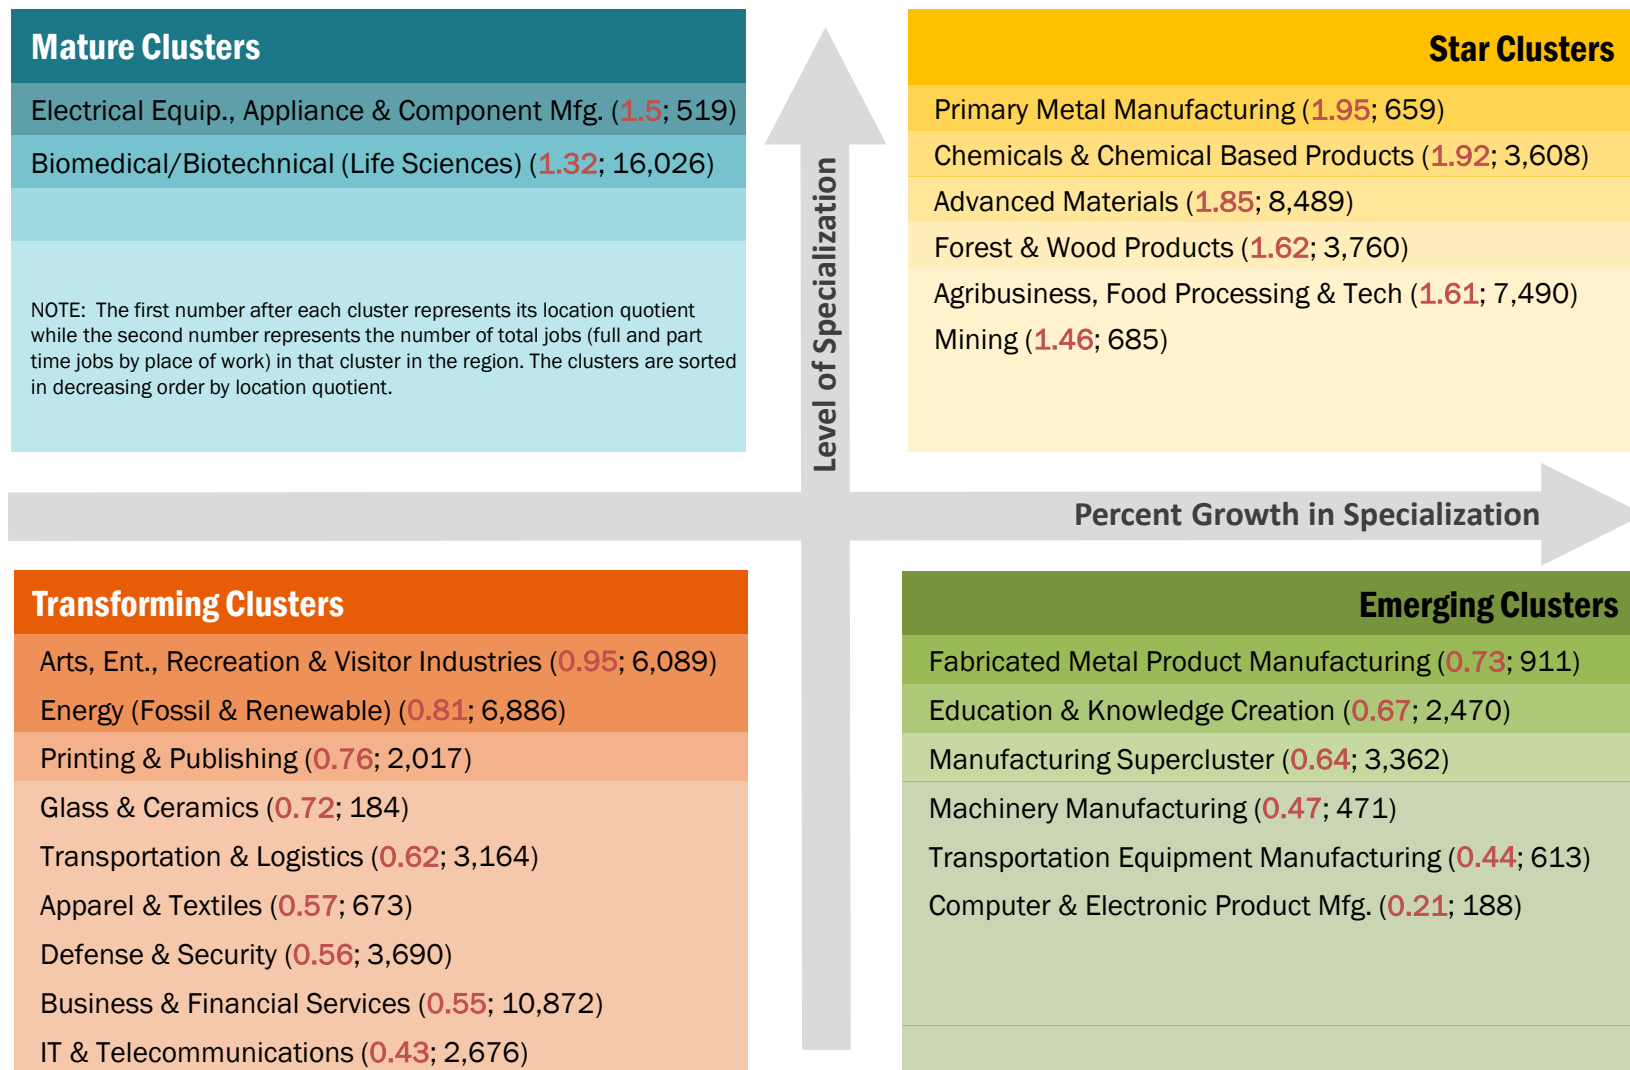 Mature Clusters
Electrical Equip., Appliance & Component Mfg. (1.5; 519)
Biomedical/Biotechnical (Life Sciences) (1.32; 16,026)
NOTE: The first number after each cluster represents its location quotient
while the second number represents the number of total jobs (full and part
time jobs by place of work) in that cluster in the region. The clusters are sorted
in decreasing order by location quotient.
Level of Specialization
Star Clusters
Primary Metal Manufacturing (1.95; 659)
Chemicals & Chemical Based Products (1.92; 3,608)
Advanced Materials (1.85; 8,489)
Forest & Wood Products (1.62; 3,760)
Agribusiness, Food Processing & Tech (1.61; 7,490)
Mining (1.46; 685)
Percent Growth in Specialization
Transforming Clusters
Arts, Ent., Recreation & Visitor Industries (0.95; 6,089)
Energy (Fossil & Renewable) (0.81; 6,886)
Printing & Publishing (0.76; 2,017)
Glass & Ceramics (0.72; 184)
Transportation & Logistics (0.62; 3,164)
Apparel & Textiles (0.57; 673)
Defense & Security (0.56; 3,690)
Business & Financial Services (0.55; 10,872)
IT & Telecommunications (0.43; 2,676)
Emerging Clusters
Fabricated Metal Product Manufacturing (0.73; 911)
Education & Knowledge Creation (0.67; 2,470)
Manufacturing Supercluster (0.64; 3,362)
Machinery Manufacturing (0.47; 471)
Transportation Equipment Manufacturing (0.44; 613)
Computer & Electronic Product Mfg. (0.21; 188)